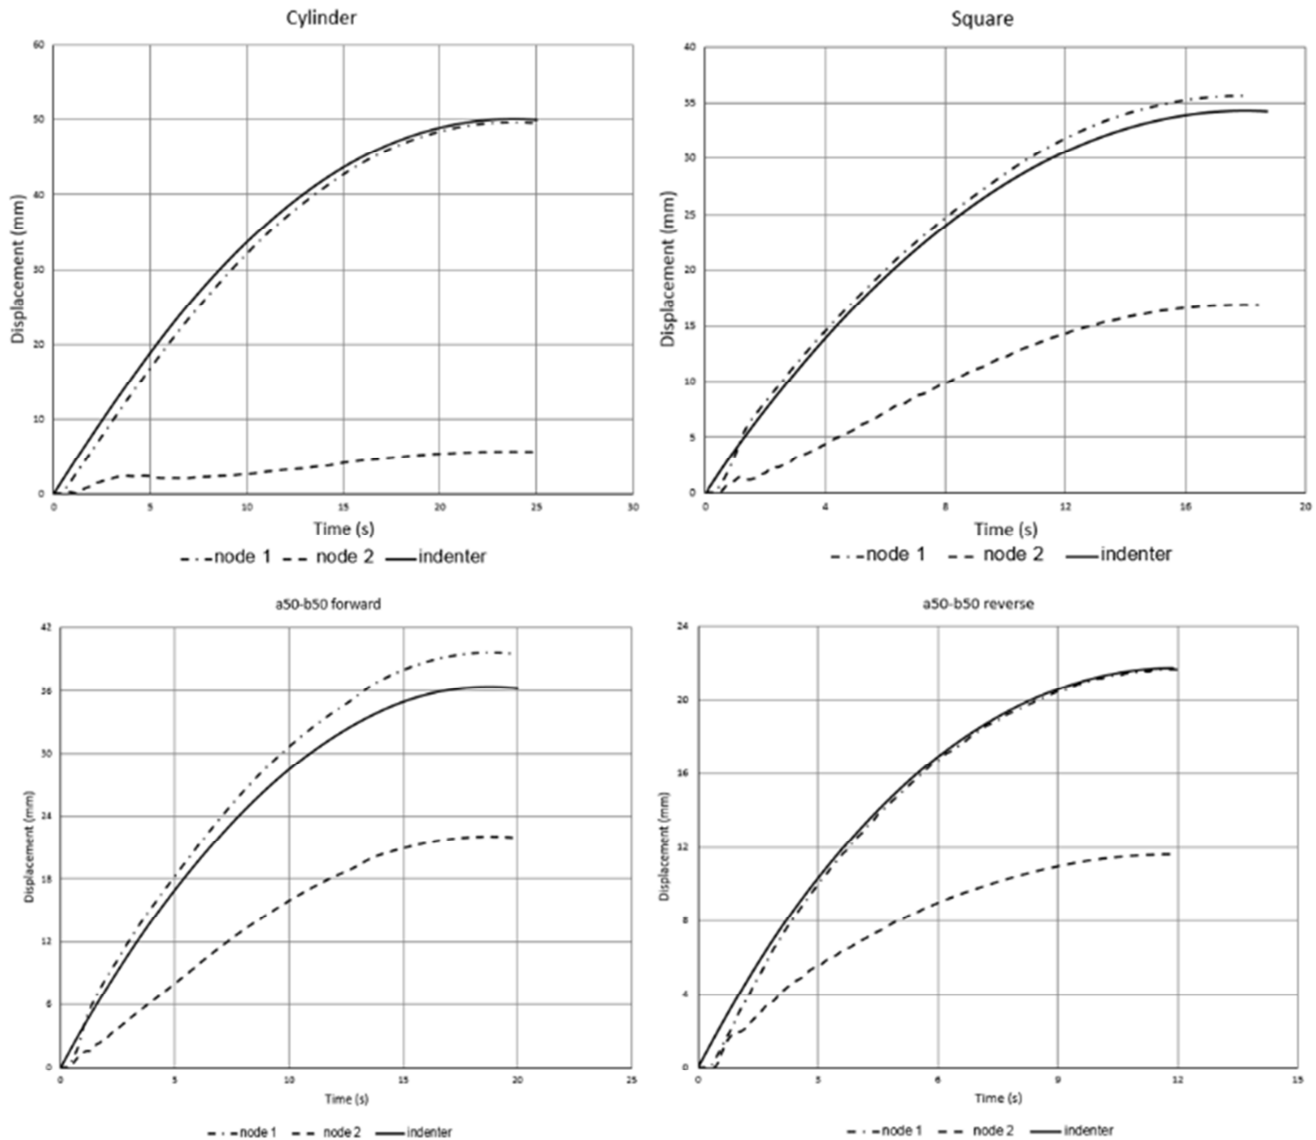 Cylinder
60
50
40
30
20
10
0
Displacement (mm)
0 5 10 15 20 25 30
Time (s)
node 1 node 2 indenter
Square
40
35
30
25
20
15
10
5
0
Displacement (mm)
0 4 8 12 16 20
Time (s)
node 1 node 2 indenter
a50-b50 forward
42
36
30
24
18
12
6
0
Displacement (mm)
0 5 10 15 20 25
Time (s)
node 1 node 2 indenter
a50-b50 reverse
24
20
16
12
8
4
0
Displacement (mm)
0 3 6 9 12 15
Time (s)
node 1 node 2 indenter